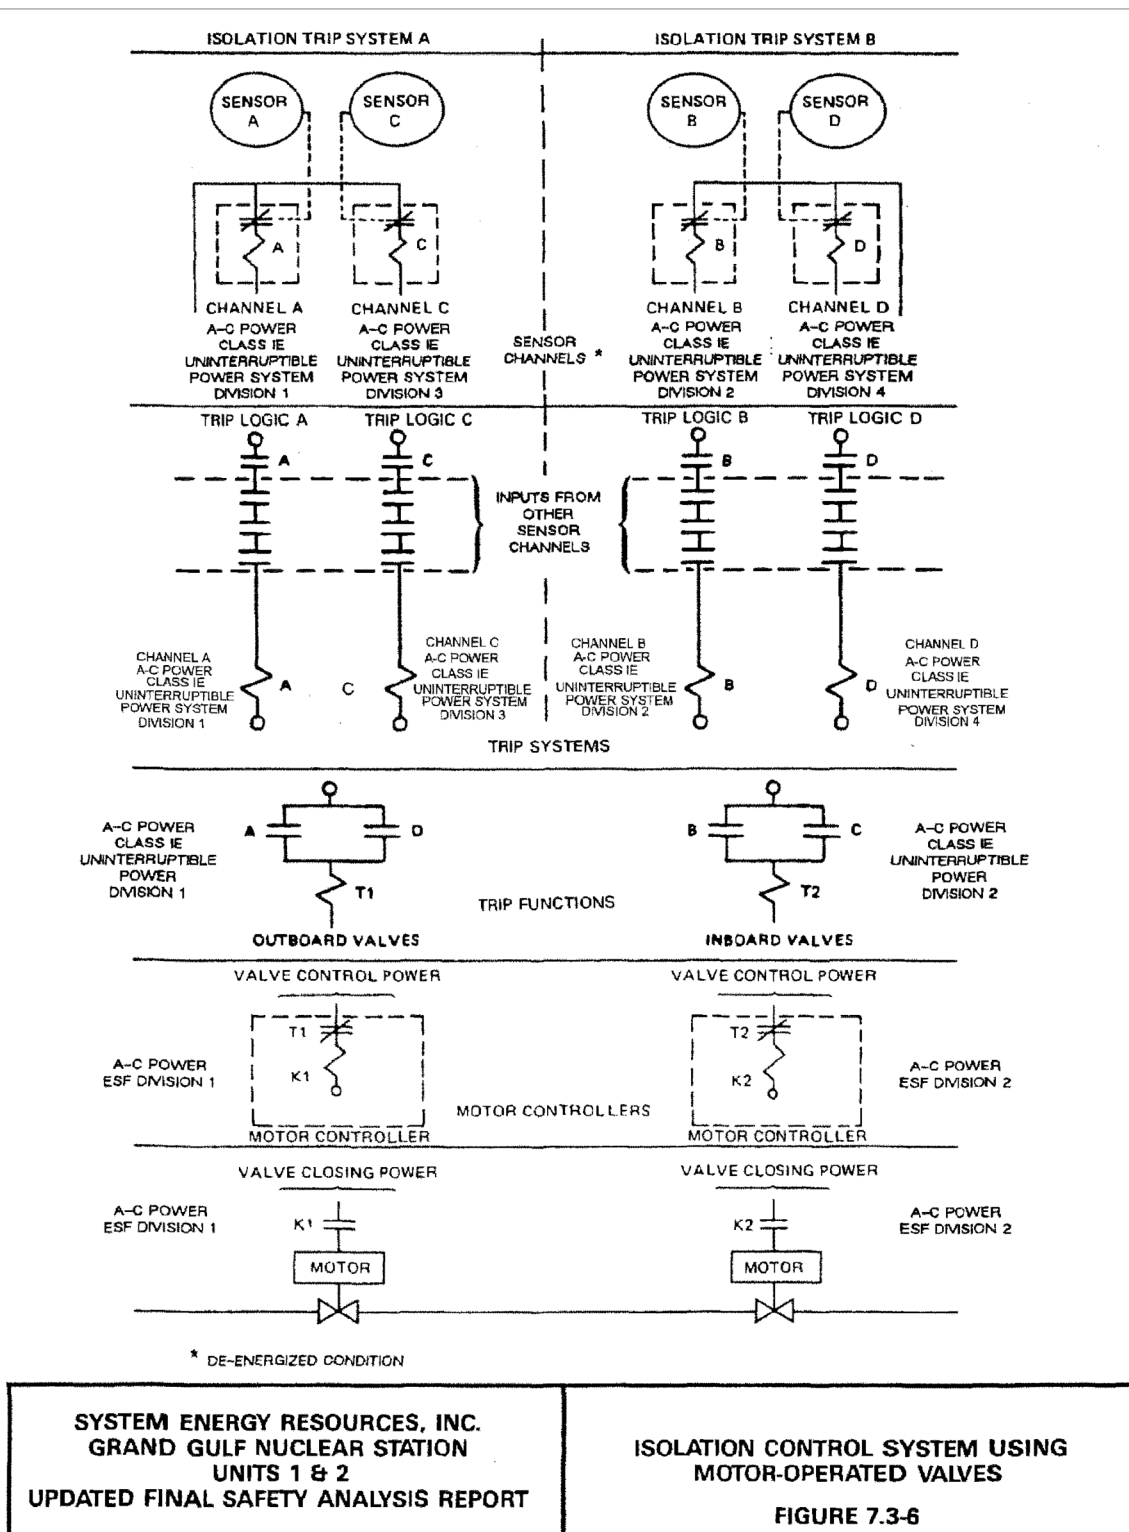 ISOLATION TRIP SYSTEM A
ISOLATION TRIP SYSTEM B
SENSOR
A
SENSOR
C
SENSOR
B
SENSOR
D
A
C
B
D
CHANNEL A
A-C POWER
CLASS IE
UNINTERRUPTIBLE
POWER SYSTEM
DIVISION 1
CHANNEL C
A-C POWER
CLASS IE
UNINTERRUPTIBLE
POWER SYSTEM
DIVISION 3
SENSOR
CHANNELS *
CHANNEL B
A-C POWER
CLASS IE
UNINTERRUPTIBLE
POWER SYSTEM
DIVISION 2
CHANNEL D
A-C POWER
CLASS IE
UNINTERRUPTIBLE
POWER SYSTEM
DIVISION 4
TRIP LOGIC A
TRIP LOGIC C
TRIP LOGIC B
TRIP LOGIC D
A
C
B
D
INPUTS FROM
OTHER
SENSOR
CHANNELS
CHANNEL A
A-C POWER
CLASS IE
UNINTERRUPTIBLE
POWER SYSTEM
DIVISION 1
A
C
CHANNEL C
A-C POWER
CLASS IE
UNINTERRUPTIBLE
POWER SYSTEM
DIVISION 3
CHANNEL B
A-C POWER
CLASS IE
UNINTERRUPTIBLE
POWER SYSTEM
DIVISION 2
B
D
CHANNEL D
A-C POWER
CLASS IE
UNINTERRUPTIBLE
POWER SYSTEM
DIVISION 4
TRIP SYSTEMS
A-C POWER
CLASS IE
UNINTERRUPTIBLE
POWER
DIVISION 1
A
D
T1
OUTBOARD VALVES
TRIP FUNCTIONS
B
C
T2
INBOARD VALVES
A-C POWER
CLASS IE
UNINTERRUPTIBLE
POWER
DIVISION 2
VALVE CONTROL POWER
VALVE CONTROL POWER
A-C POWER
ESF DIVISION 1
T1
K1
MOTOR CONTROLLER
MOTOR CONTROLLERS
T2
K2
MOTOR CONTROLLER
A-C POWER
ESF DIVISION 2
VALVE CLOSING POWER
VALVE CLOSING POWER
A-C POWER
ESF DIVISION 1
K1
MOTOR
K2
MOTOR
A-C POWER
ESF DIVISION 2
* DE-ENERGIZED CONDITION
SYSTEM ENERGY RESOURCES, INC.
GRAND GULF NUCLEAR STATION
UNITS 1 & 2
UPDATED FINAL SAFETY ANALYSIS REPORT
ISOLATION CONTROL SYSTEM USING
MOTOR-OPERATED VALVES
FIGURE 7.3-6